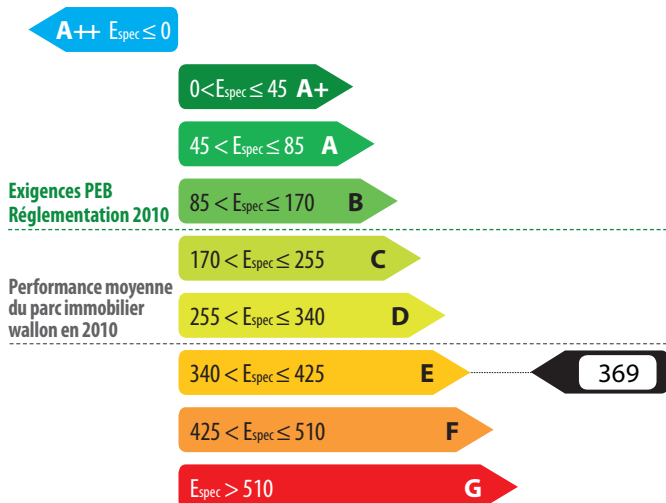 A++ Espec ≤ 0
0 < Espec ≤ 45 A+
45 < Espec ≤ 85 A
Exigences PEB
Réglementation 2010
85 < Espec ≤ 170 B
170 < Espec ≤ 255 C
Performance moyenne
du parc immobilier
wallon en 2010
255 < Espec ≤ 340 D
340 < Espec ≤ 425 E
369
425 < Espec ≤ 510 F
Espec > 510 G